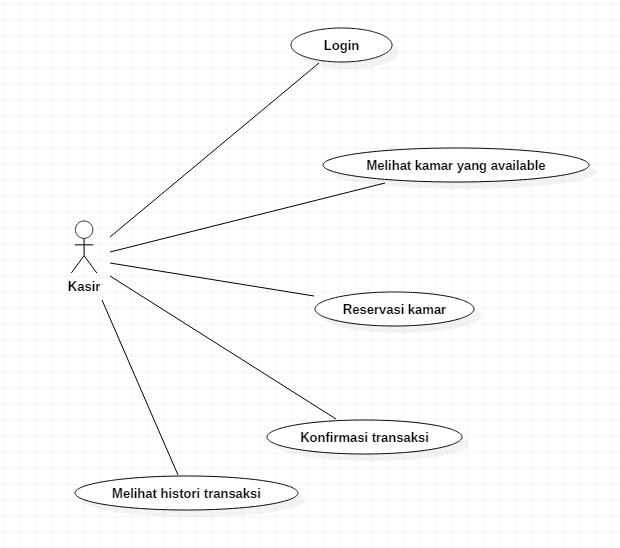 Login
Melihat kamar yang available
Kasir
Reservasi kamar
Konfirmasi transaksi
Melihat histori transaksi